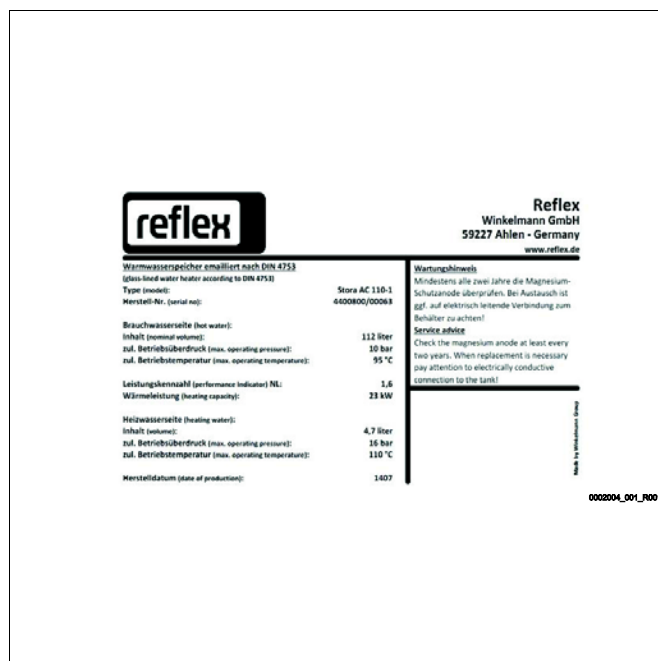 reflex
Reflex
Winkelmann GmbH
59227 Ahlen - Germany
www.reflex.de
Warmwasserspeicher emailliert nach DIN 4753
(glass-lined water heater according to DIN 4753)
Type (model): Stora AC 110-1
Herstell-Nr. (serial no): 4400800/00063
Brauchwasserseite (hot water):
Inhalt (nominal volume): 112 liter
zul. Betriebsüberdruck (max. operating pressure): 10 bar
zul. Betriebstemperatur (max. operating temperature): 95 °C
Leistungskennzahl (performance indicator) NL: 1,6
Wärmeleistung (heating capacity): 23 kW
Heizwasserseite (heating water):
Inhalt (volume): 4,7 liter
zul. Betriebsüberdruck (max. operating pressure): 16 bar
zul. Betriebstemperatur (max. operating temperature): 110 °C
Herstelldatum (date of production): 1407
Wartungshinweis
Mindestens alle zwei Jahre die Magnesium-
Schutzanode überprüfen. Bei Austausch ist
ggf. auf elektrisch leitende Verbindung zum
Behälter zu achten!
Service advice
Check the magnesium anode at least every
two years. When replacement is necessary
pay attention to electrically conductive
connection to the tank!
Made by Winkelmann Group
0002004_001_R00